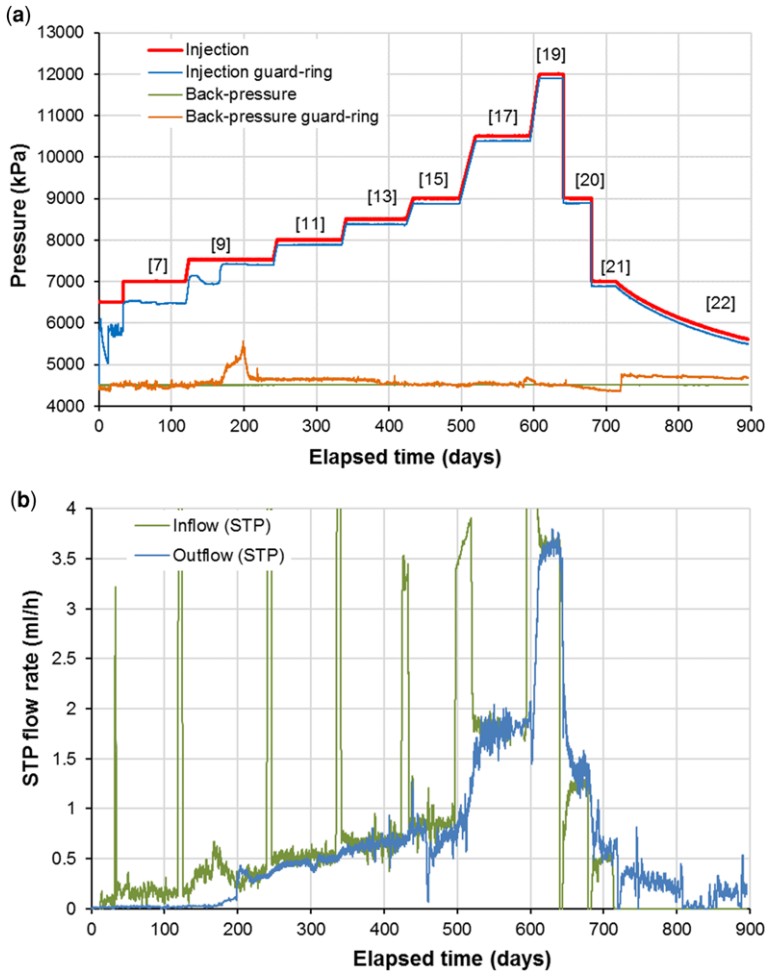 (a)
13000
12000
11000
10000
9000
8000
7000
6000
5000
4000
Pressure (kPa)
Injection
Injection guard-ring
Back-pressure
Back-pressure guard-ring
[7]
[9]
[11]
[13]
[15]
[17]
[19]
[20]
[21]
[22]
0 100 200 300 400 500 600 700 800 900
Elapsed time (days)
(b)
4
3.5
3
2.5
2
1.5
1
0.5
0
STP flow rate (ml/h)
Inflow (STP)
Outflow (STP)
0 100 200 300 400 500 600 700 800 900
Elapsed time (days)